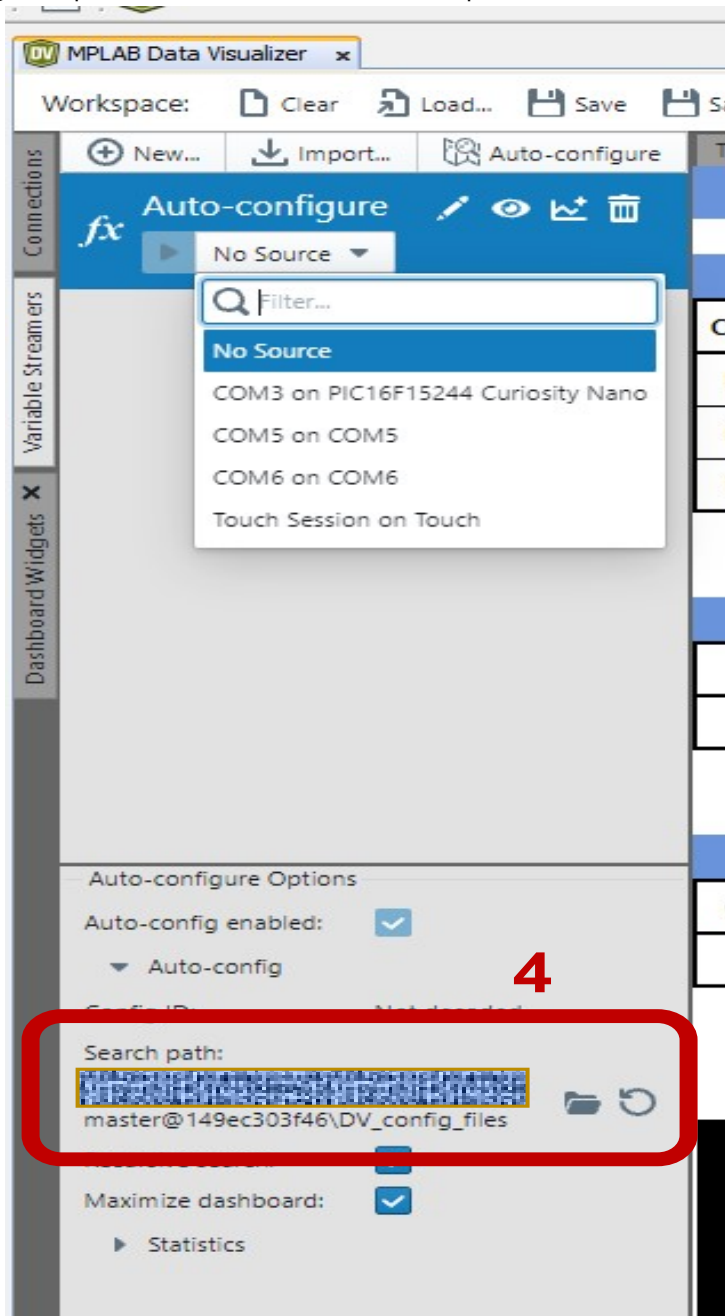 DV MPLAB Data Visualizer x
Workspace: Clear Load... Save
New... Import... Auto-configure
Connections
Variable Streamers
Dashboard Widgets
fx Auto-configure
No Source
Filter...
No Source
COM3 on PIC16F15244 Curiosity Nano
COM5 on COM5
COM6 on COM6
Touch Session on Touch
Auto-configure Options
Auto-config enabled:
Auto-config
4
Search path:
master@149ec303f46\DV_config_files
Maximize dashboard:
Statistics